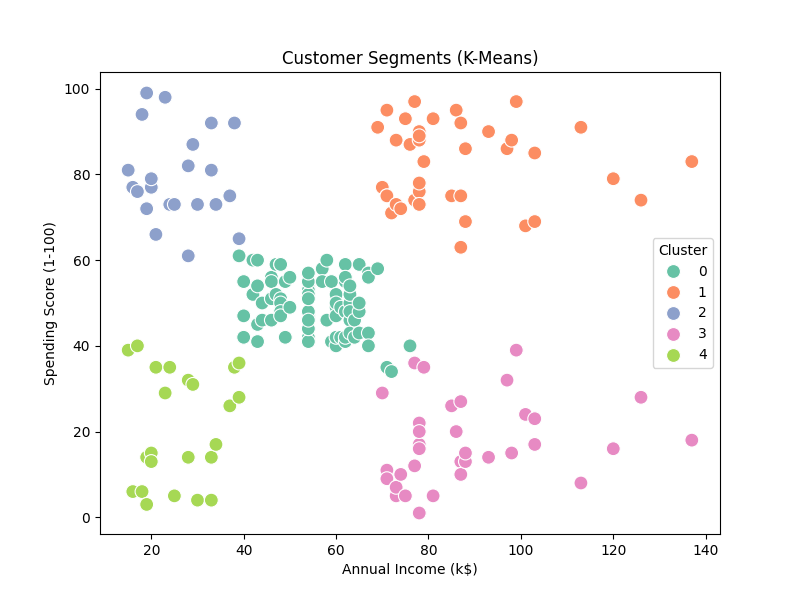 Customer Segments (K-Means)
100
80
60
40
20
0
Spending Score (1-100)
Cluster
0
1
2
3
4
20 40 60 80 100 120 140
Annual Income (k$)